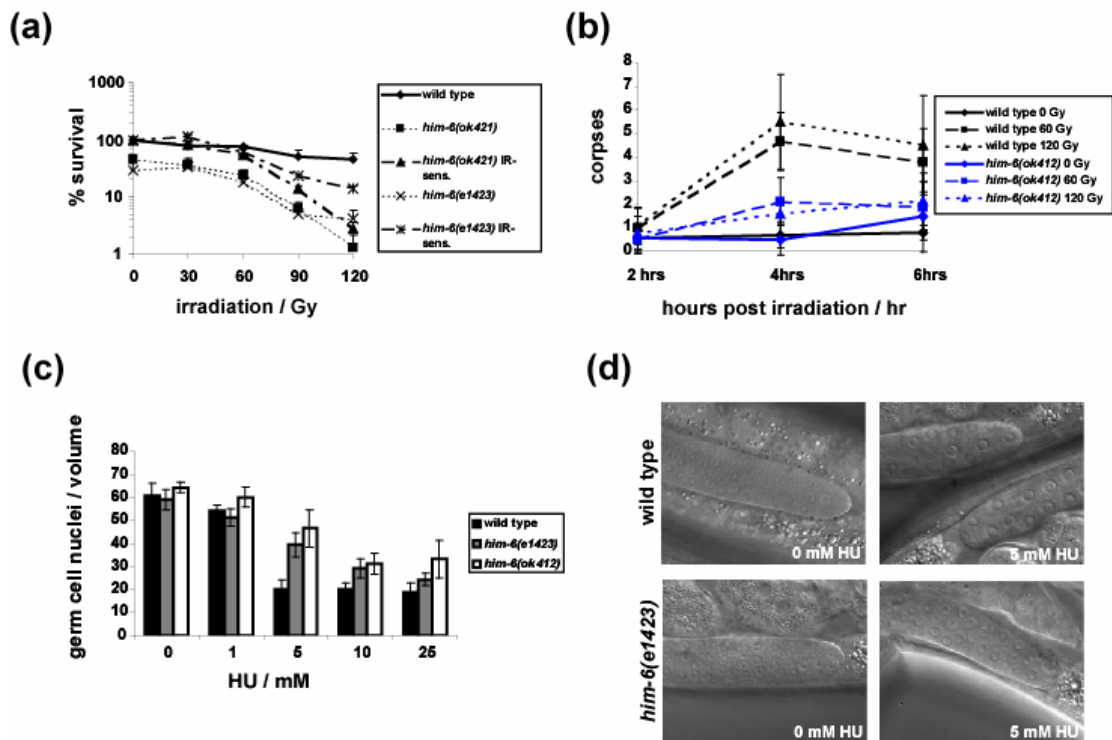 (a)
1000
100
10
1
% survival
0 30 60 90 120
irradiation / Gy
wild type
him-6(ok421)
him-6(ok421) IR-
sens.
him-6(e1423)
him-6(e1423) IR-
sens.
(b)
8
7
6
5
4
3
2
1
0
corpses
2 hrs 4hrs 6hrs
hours post irradiation / hr
wild type 0 Gy
wild type 60 Gy
wild type 120 Gy
him-6(ok412) 0 Gy
him-6(ok412) 60 Gy
him-6(ok412) 120 Gy
(c)
80
70
60
50
40
30
20
10
0
germ cell nuclei / volume
0 1 5 10 25
HU / mM
wild type
him-6(e1423)
him-6(ok412)
(d)
wild type
0 mM HU
5 mM HU
him-6(e1423)
0 mM HU
5 mM HU